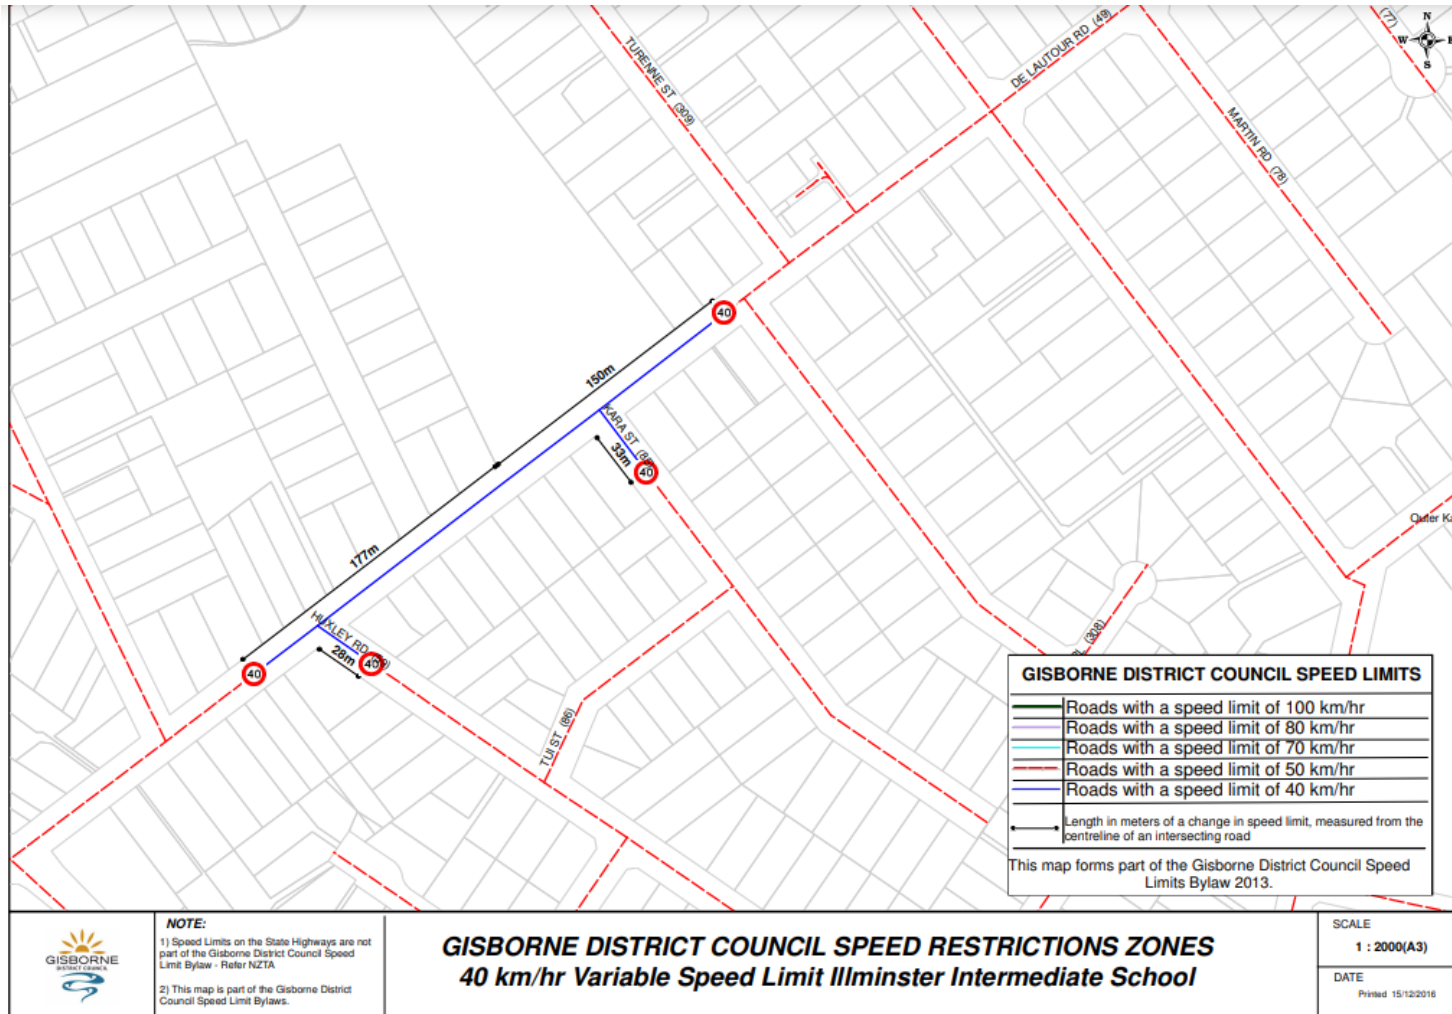 TURENNE ST (309)
DE LAUTOUR RD (49)
(77)
N
W
E
S
MARTIN RD (78)
40
150m
KARA ST
33m
40
177m
HUXLEY RD
28m
40
40
TUI ST (86)
(308)
Outer Ka
GISBORNE DISTRICT COUNCIL SPEED LIMITS
Roads with a speed limit of 100 km/hr
Roads with a speed limit of 80 km/hr
Roads with a speed limit of 70 km/hr
Roads with a speed limit of 50 km/hr
Roads with a speed limit of 40 km/hr
Length in meters of a change in speed limit, measured from the
centreline of an intersecting road
This map forms part of the Gisborne District Council Speed
Limits Bylaw 2013.
GISBORNE
DISTRICT COUNCIL
NOTE:
1) Speed Limits on the State Highways are not
part of the Gisborne District Council Speed
Limit Bylaw - Refer NZTA
2) This map is part of the Gisborne District
Council Speed Limit Bylaws.
GISBORNE DISTRICT COUNCIL SPEED RESTRICTIONS ZONES
40 km/hr Variable Speed Limit Illminster Intermediate School
SCALE
1 : 2000(A3)
DATE
Printed 15/12/2016